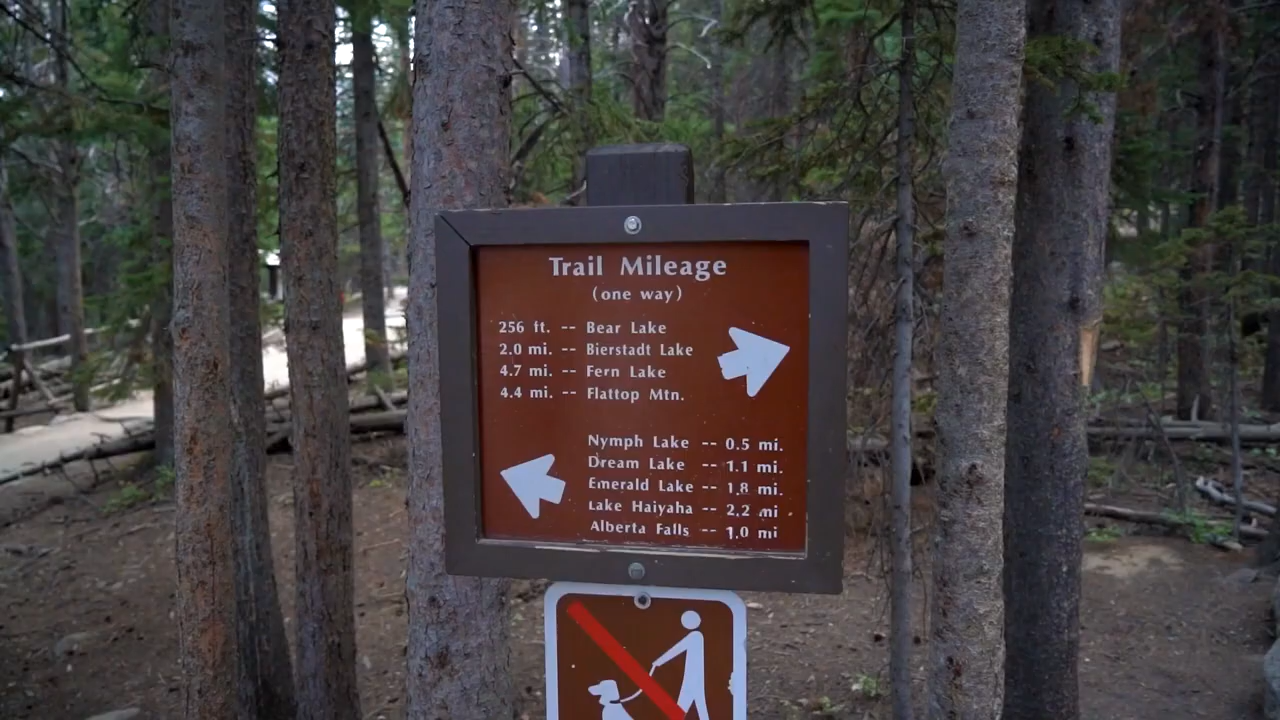 Trail Mileage
(one way)
256 ft. -- Bear Lake
2.0 mi. -- Bierstadt Lake
4.7 mi. -- Fern Lake
4.4 mi. -- Flattop Mtn.
Nymph Lake -- 0.5 mi.
Dream Lake -- 1.1 mi.
Emerald Lake -- 1.8 mi.
Lake Haiyaha -- 2.2 mi
Alberta Falls -- 1.0 mi